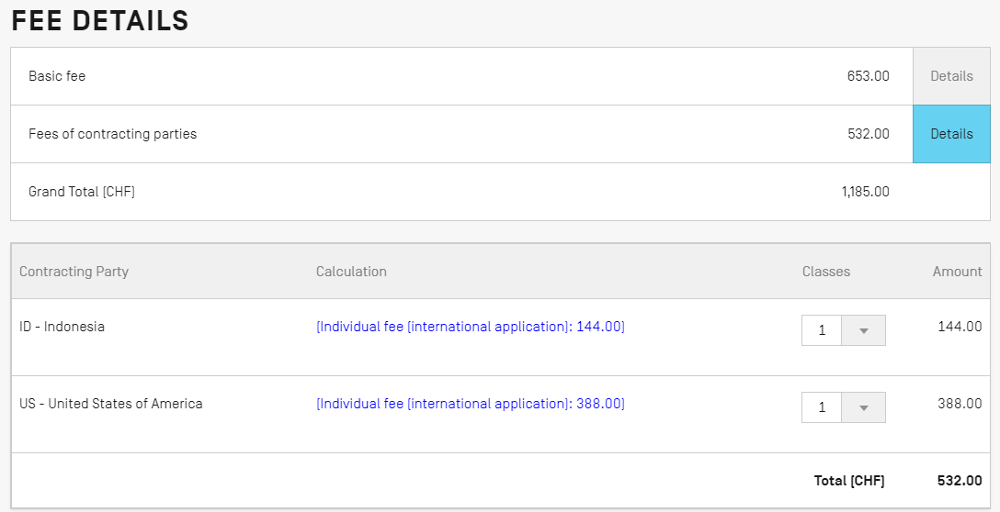 FEE DETAILS
Basic fee 653.00 Details
Fees of contracting parties 532.00 Details
Grand Total [CHF] 1,185.00
Contracting Party Calculation Classes Amount
ID - Indonesia [Individual fee [international application]: 144.00] 1 144.00
US - United States of America [Individual fee [international application]: 388.00] 1 388.00
Total [CHF] 532.00